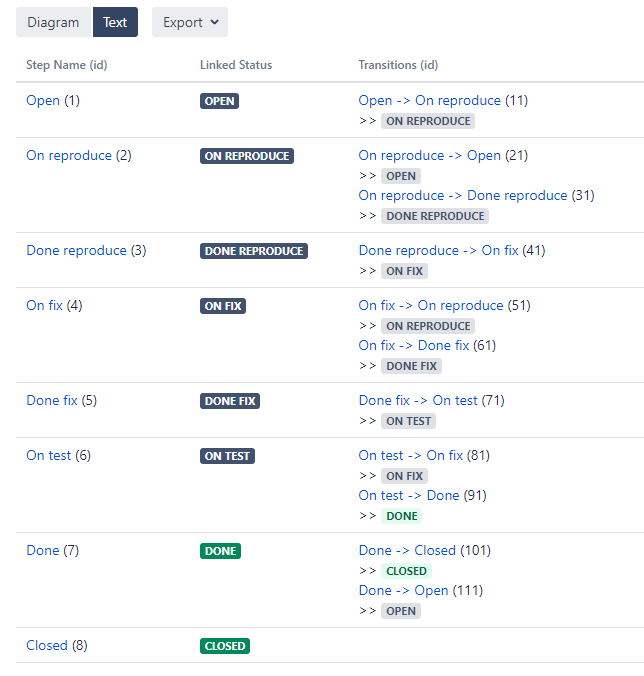 Diagram Text Export
Step Name (id) Linked Status Transitions (id)
Open (1) OPEN Open -> On reproduce (11)
>> ON REPRODUCE
On reproduce (2) ON REPRODUCE On reproduce -> Open (21)
>> OPEN
On reproduce -> Done reproduce (31)
>> DONE REPRODUCE
Done reproduce (3) DONE REPRODUCE Done reproduce -> On fix (41)
>> ON FIX
On fix (4) ON FIX On fix -> On reproduce (51)
>> ON REPRODUCE
On fix -> Done fix (61)
>> DONE FIX
Done fix (5) DONE FIX Done fix -> On test (71)
>> ON TEST
On test (6) ON TEST On test -> On fix (81)
>> ON FIX
On test -> Done (91)
>> DONE
Done (7) DONE Done -> Closed (101)
>> CLOSED
Done -> Open (111)
>> OPEN
Closed (8) CLOSED